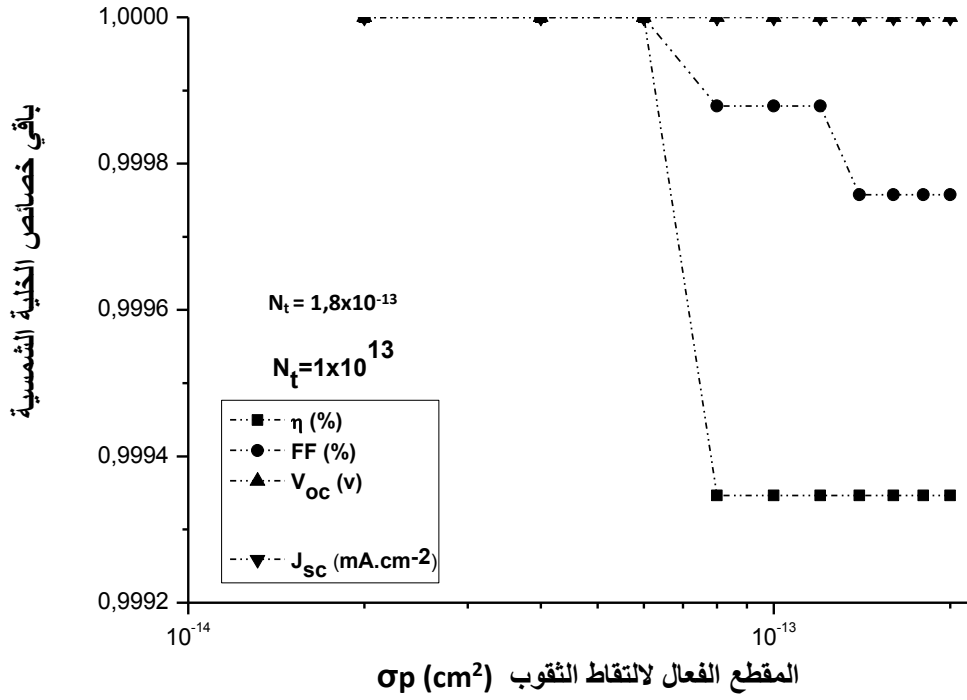 باقي خصائص الخلية الشمسية
1,0000
0,9998
0,9996
0,9994
0,9992
N_t = 1,8x10^-13
N_t=1x10^13
η (%)
FF (%)
V_oc (v)
J_sc (mA.cm-2)
10^-14
10^-13
المقطع الفعال لالتقاط الثقوب σp (cm²)